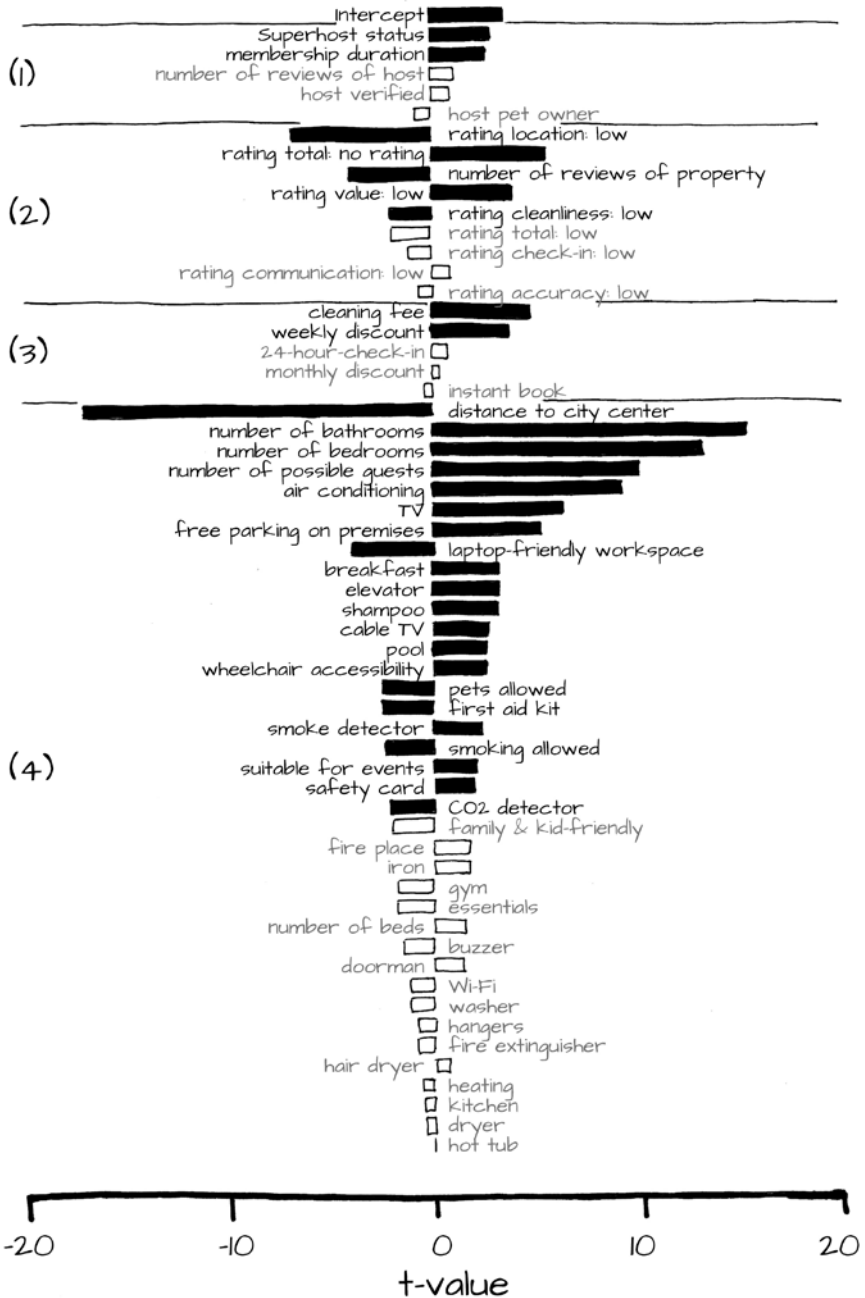 Intercept
Superhost status
membership duration
(1)
number of reviews of host
host verified
host pet owner
rating location: low
rating total: no rating
number of reviews of property
rating value: low
(2)
rating cleanliness: low
rating total: low
rating check-in: low
rating communication: low
rating accuracy: low
cleaning fee
weekly discount
(3)
24-hour-check-in
monthly discount
instant book
distance to city center
number of bathrooms
number of bedrooms
number of possible guests
air conditioning
TV
free parking on premises
laptop-friendly workspace
breakfast
elevator
shampoo
cable TV
pool
wheelchair accessibility
pets allowed
first aid kit
smoke detector
smoking allowed
suitable for events
(4)
safety card
CO2 detector
family & kid-friendly
fire place
iron
gym
essentials
number of beds
buzzer
doorman
Wi-Fi
washer
hangers
fire extinguisher
hair dryer
heating
kitchen
dryer
hot tub
-20 -10 0 10 20
t-value